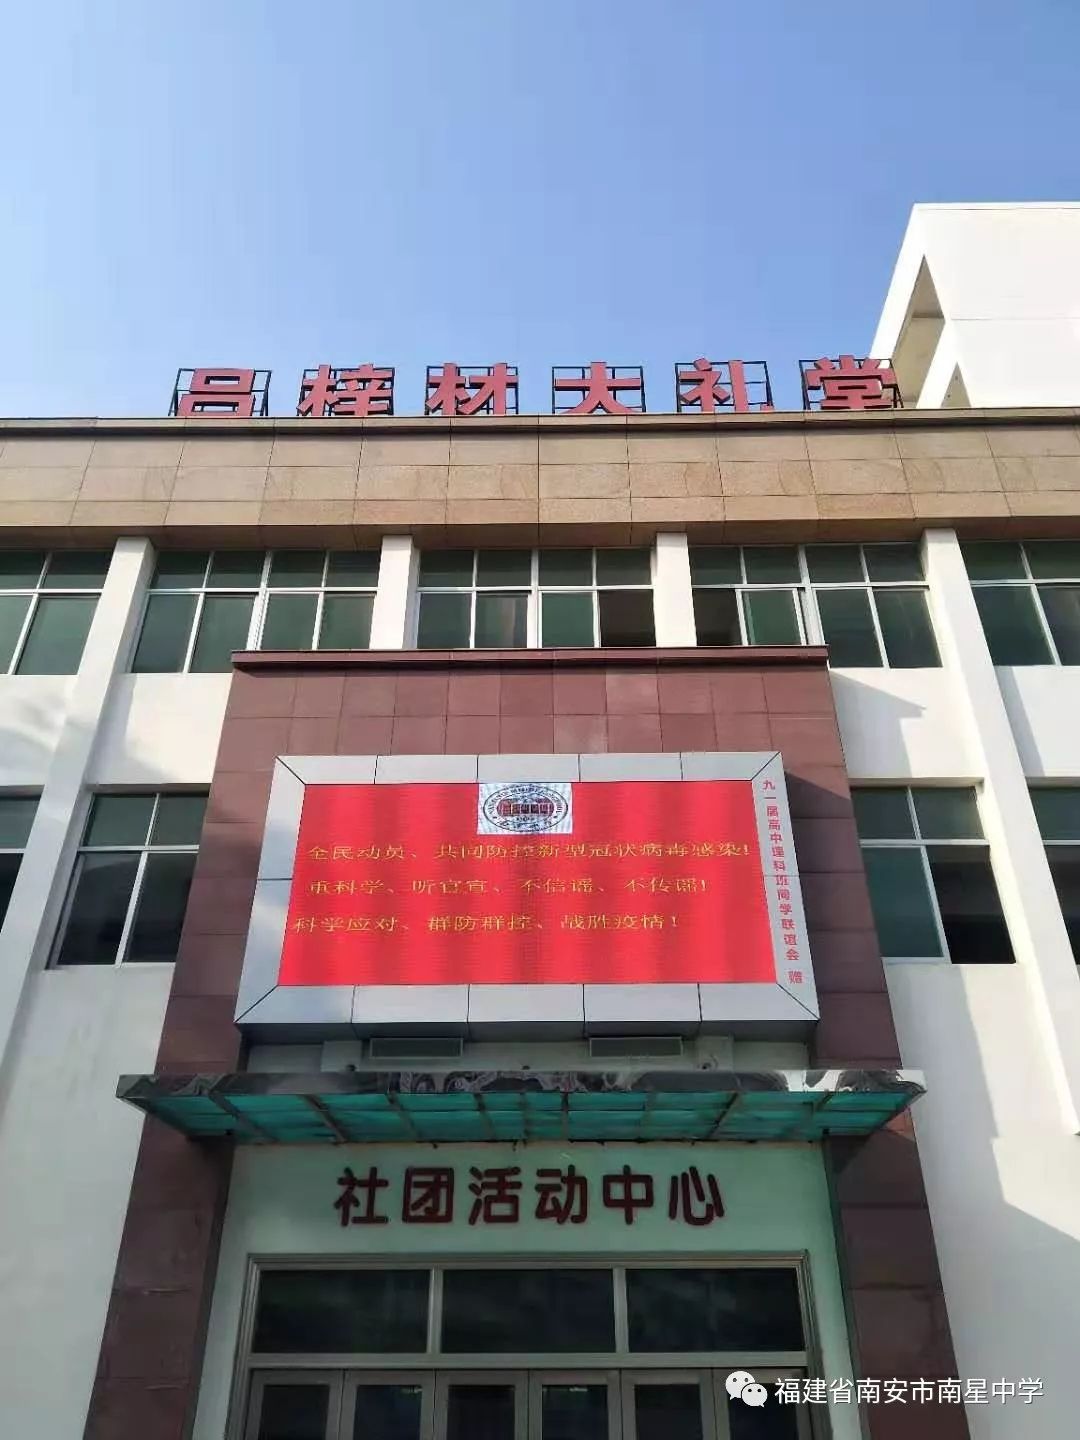 吕梓材大礼堂
全民动员、共同防控新型冠状病毒感染!
重科学、听官宣、不信谣、不传谣!
科学应对、群防群控、战胜疫情!
九一届高中理科班同学联谊会 赠
社团活动中心
福建省南安市南星中学